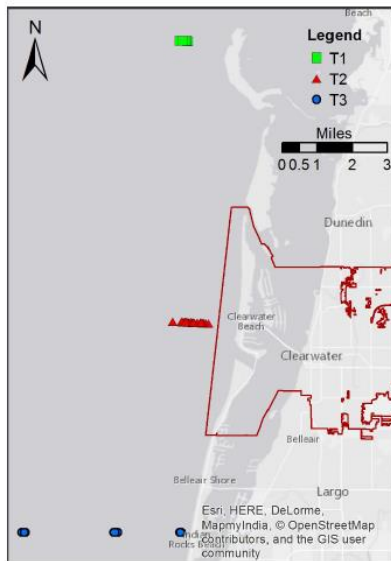 Beach
N
Legend
T1
T2
T3
Miles
0 0.5 1 2 3
Dunedin
Clearwater
Beach
Clearwater
Belleair
Belleair Shore
Largo
Indian
Rocks Beach
Esri, HERE, DeLorme,
MapmyIndia, © OpenStreetMap
contributors, and the GIS user
community